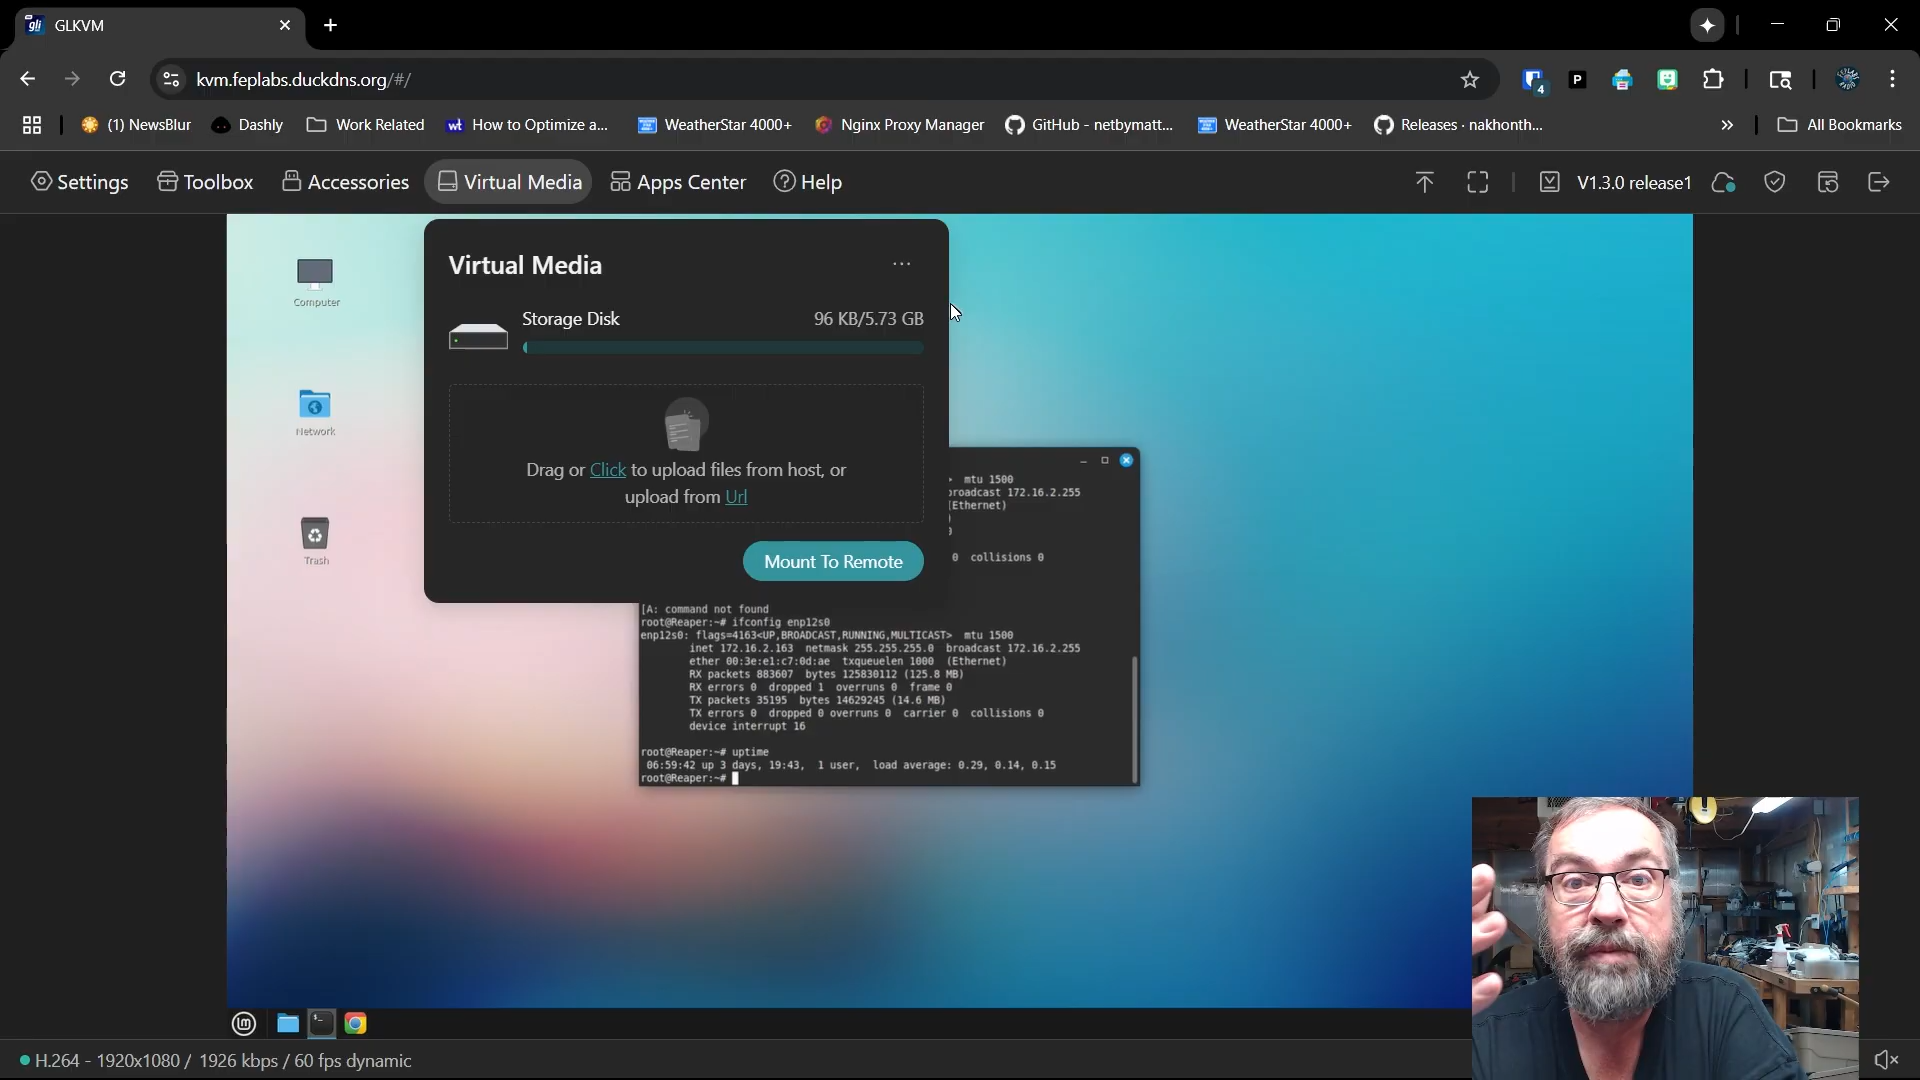 gli GLKVM
kvm.feplabs.duckdns.org/#/
4
P
(1) NewsBlur
Dashly
Work Related
wt How to Optimize a...
WeatherStar 4000+
Nginx Proxy Manager
GitHub - netbymatt...
WeatherStar 4000+
Releases · nakhonth...
All Bookmarks
Settings
Toolbox
Accessories
Virtual Media
Apps Center
Help
V1.3.0 release1
Computer
Network
Trash
Virtual Media
Storage Disk
96 KB/5.73 GB
Drag or Click to upload files from host, or
upload from Url
Mount To Remote
> mtu 1500
broadcast 172.16.2.255
(Ethernet)
)
0
0 collisions 0
[A: command not found
root@Reaper:~# ifconfig enp12s0
enp12s0: flags=4163<UP,BROADCAST,RUNNING,MULTICAST> mtu 1500
inet 172.16.2.163 netmask 255.255.255.0 broadcast 172.16.2.255
ether 00:3e:e1:c7:0d:ae txqueuelen 1000 (Ethernet)
RX packets 883607 bytes 125830112 (125.8 MB)
RX errors 0 dropped 1 overruns 0 frame 0
TX packets 35195 bytes 14629245 (14.6 MB)
TX errors 0 dropped 0 overruns 0 carrier 0 collisions 0
device interrupt 16
root@Reaper:~# uptime
06:59:42 up 3 days, 19:43, 1 user, load average: 0.29, 0.14, 0.15
root@Reaper:~#
H.264 - 1920x1080 / 1926 kbps / 60 fps dynamic